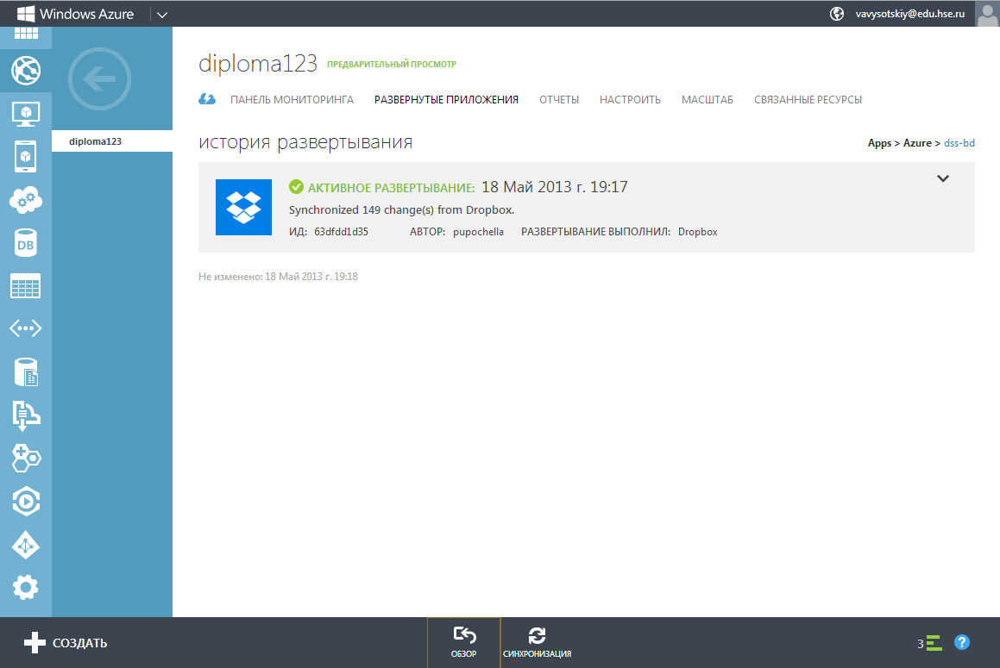 Windows Azure
vavysotskiy@edu.hse.ru
diploma123
diploma123 ПРЕДВАРИТЕЛЬНЫЙ ПРОСМОТР
ПАНЕЛЬ МОНИТОРИНГА РАЗВЕРНУТЫЕ ПРИЛОЖЕНИЯ ОТЧЕТЫ НАСТРОИТЬ МАСШТАБ СВЯЗАННЫЕ РЕСУРСЫ
история развертывания
Apps > Azure > dss-bd
АКТИВНОЕ РАЗВЕРТЫВАНИЕ: 18 Май 2013 г. 19:17
Synchronized 149 change(s) from Dropbox.
ИД: 63dfdd1d35 АВТОР: pupochella РАЗВЕРТЫВАНИЕ ВЫПОЛНИЛ: Dropbox
Не изменено: 18 Май 2013 г. 19:18
DB
СОЗДАТЬ
ОБЗОР
СИНХРОНИЗАЦИЯ
3
?